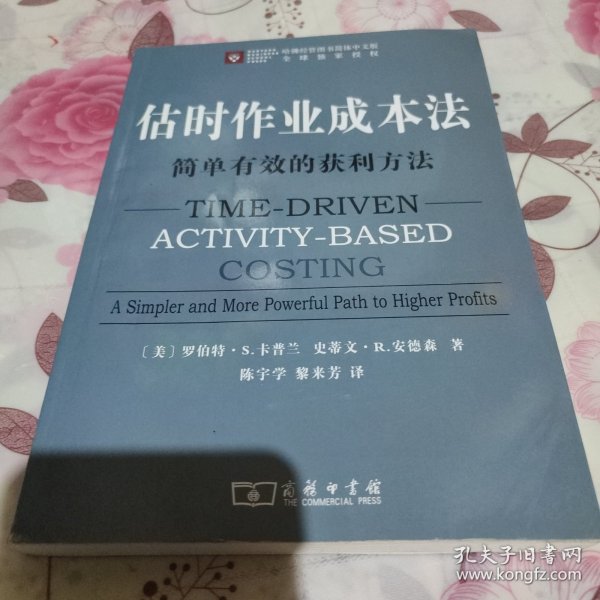 哈佛经管图书简体中文版
全球独家授权
估时作业成本法
简单有效的获利方法
TIME-DRIVEN
ACTIVITY-BASED
COSTING
A Simpler and More Powerful Path to Higher Profits
〔美〕罗伯特·S.卡普兰 史蒂文·R.安德森 著
陈宇学 黎来芳 译
商务印书馆
THE COMMERCIAL PRESS
孔夫子旧书网
www.kongfz.com